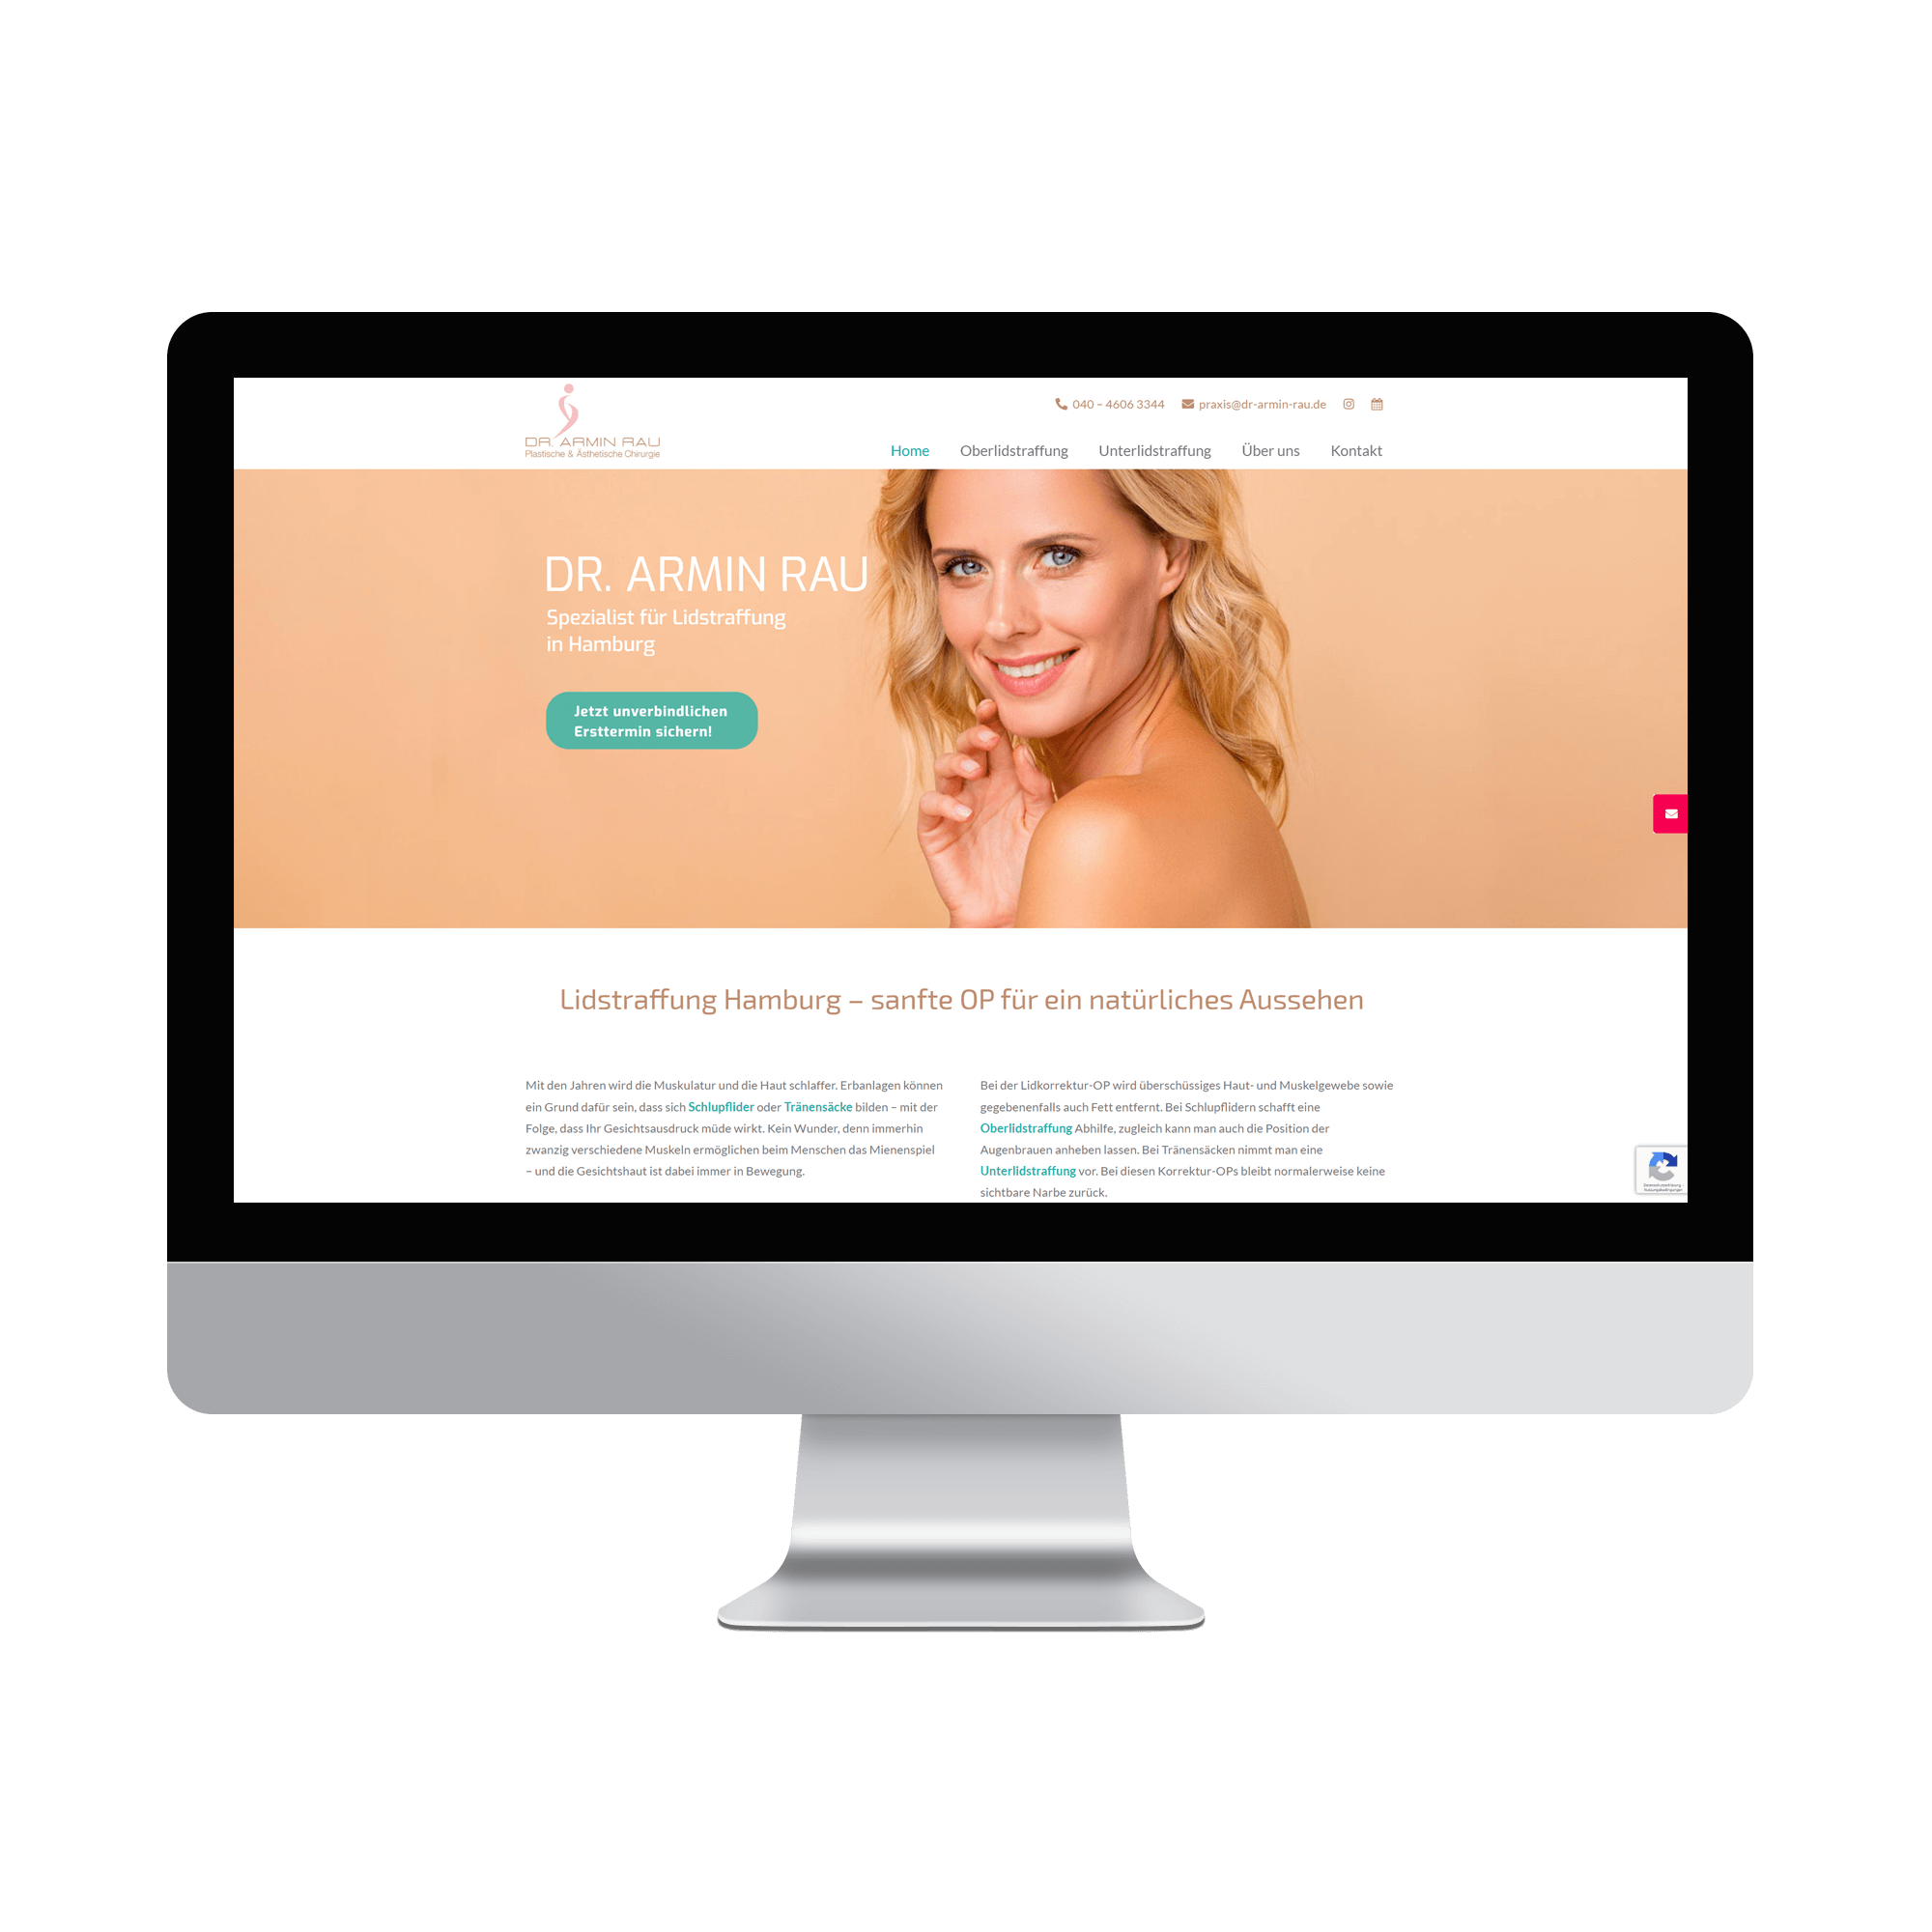 DR. ARMIN RAU
Plastische & Ästhetische Chirurgie
040 – 4606 3344 praxis@dr-armin-rau.de
Home Oberlidstraffung Unterlidstraffung Über uns Kontakt
DR. ARMIN RAU
Spezialist für Lidstraffung
in Hamburg
Jetzt unverbindlichen
Ersttermin sichern!
Lidstraffung Hamburg – sanfte OP für ein natürliches Aussehen
Mit den Jahren wird die Muskulatur und die Haut schlaffer. Erbanlagen können
ein Grund dafür sein, dass sich Schlupflider oder Tränensäcke bilden – mit der
Folge, dass Ihr Gesichtsausdruck müde wirkt. Kein Wunder, denn immerhin
zwanzig verschiedene Muskeln ermöglichen beim Menschen das Mienenspiel
– und die Gesichtshaut ist dabei immer in Bewegung.
Bei der Lidkorrektur-OP wird überschüssiges Haut- und Muskelgewebe sowie
gegebenenfalls auch Fett entfernt. Bei Schlupflidern schafft eine
Oberlidstraffung Abhilfe, zugleich kann man auch die Position der
Augenbrauen anheben lassen. Bei Tränensäcken nimmt man eine
Unterlidstraffung vor. Bei diesen Korrektur-OPs bleibt normalerweise keine
sichtbare Narbe zurück.
Datenschutzerklärung -
Nutzungsbedingungen